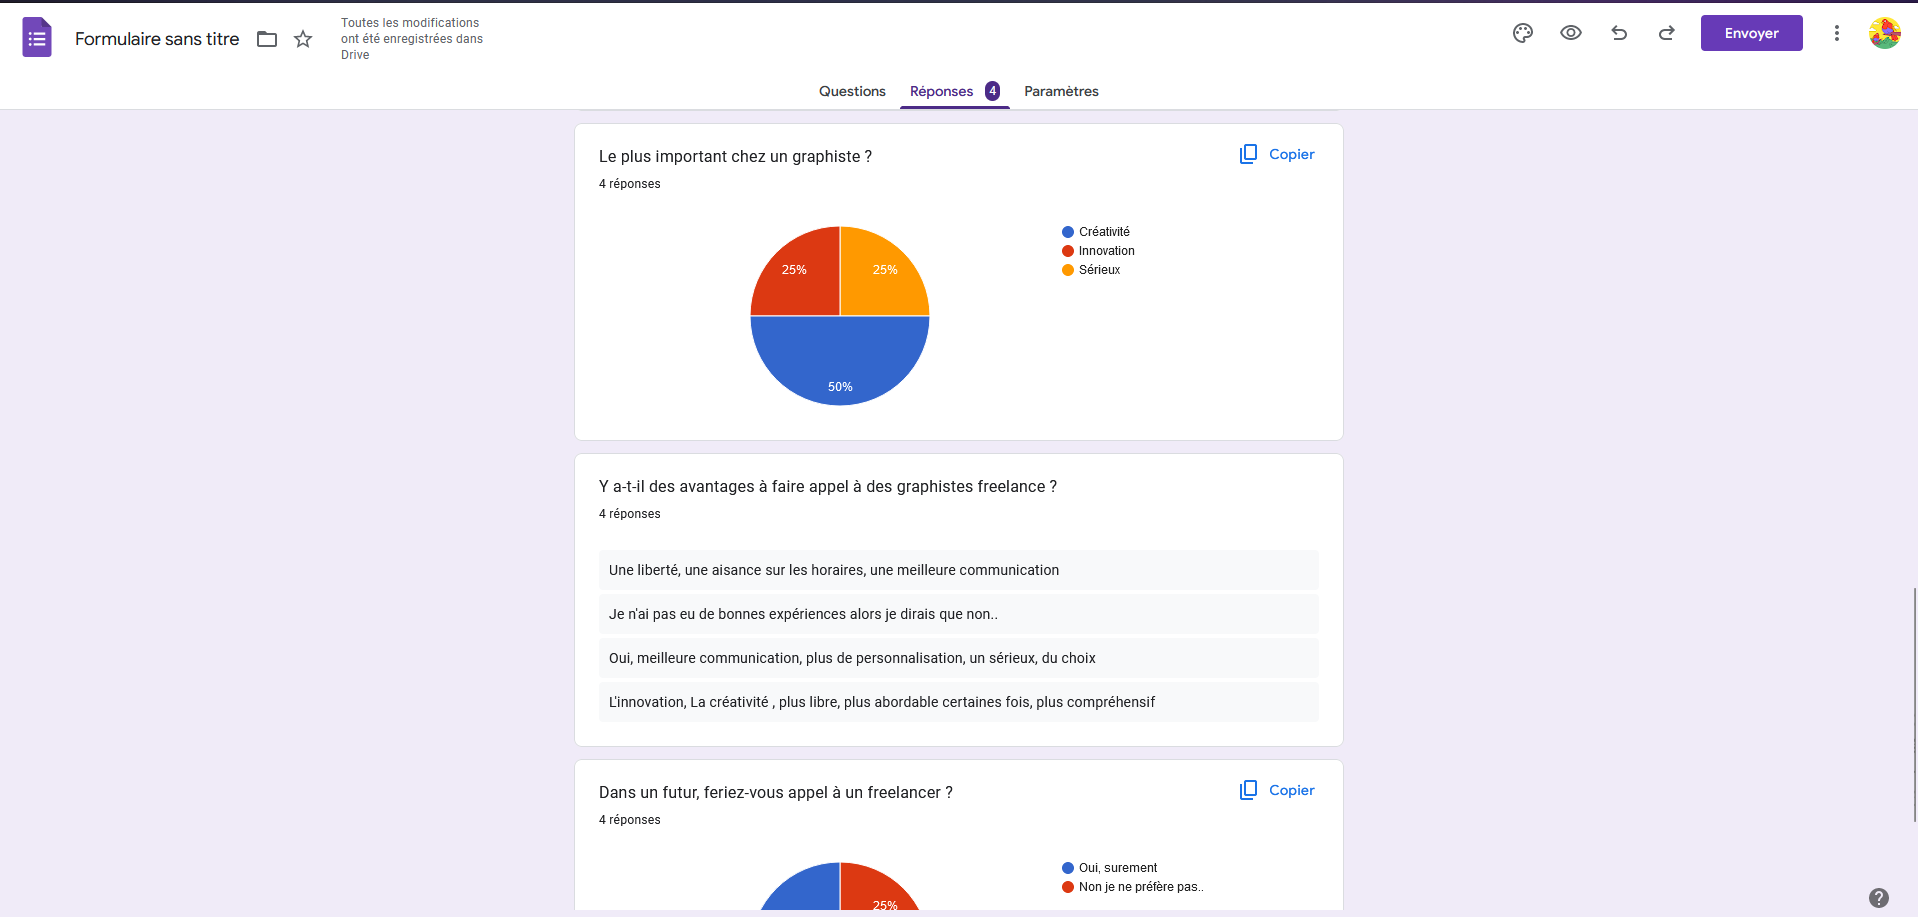 Formulaire sans titre
Toutes les modifications
ont été enregistrées dans
Drive
Envoyer
Questions
Réponses 4
Paramètres
Le plus important chez un graphiste ?
Copier
4 réponses
Créativité
Innovation
Sérieux
25%
25%
50%
Y a-t-il des avantages à faire appel à des graphistes freelance ?
4 réponses
Une liberté, une aisance sur les horaires, une meilleure communication
Je n'ai pas eu de bonnes expériences alors je dirais que non..
Oui, meilleure communication, plus de personnalisation, un sérieux, du choix
L'innovation, La créativité , plus libre, plus abordable certaines fois, plus compréhensif
Dans un futur, feriez-vous appel à un freelancer ?
Copier
4 réponses
Oui, surement
Non je ne préfère pas..
25%